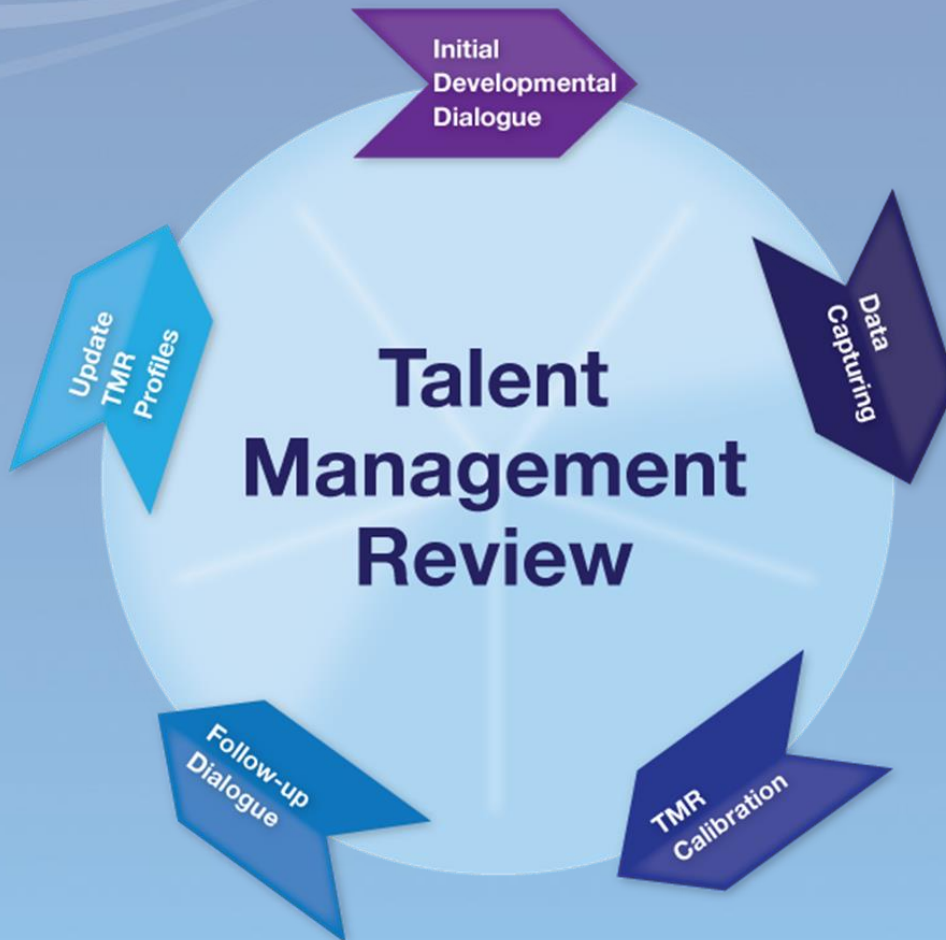 Initial
Developmental
Dialogue
Data
Capturing
TMR
Calibration
Follow-up
Dialogue
Update
TMR
Profiles
Talent
Management
Review